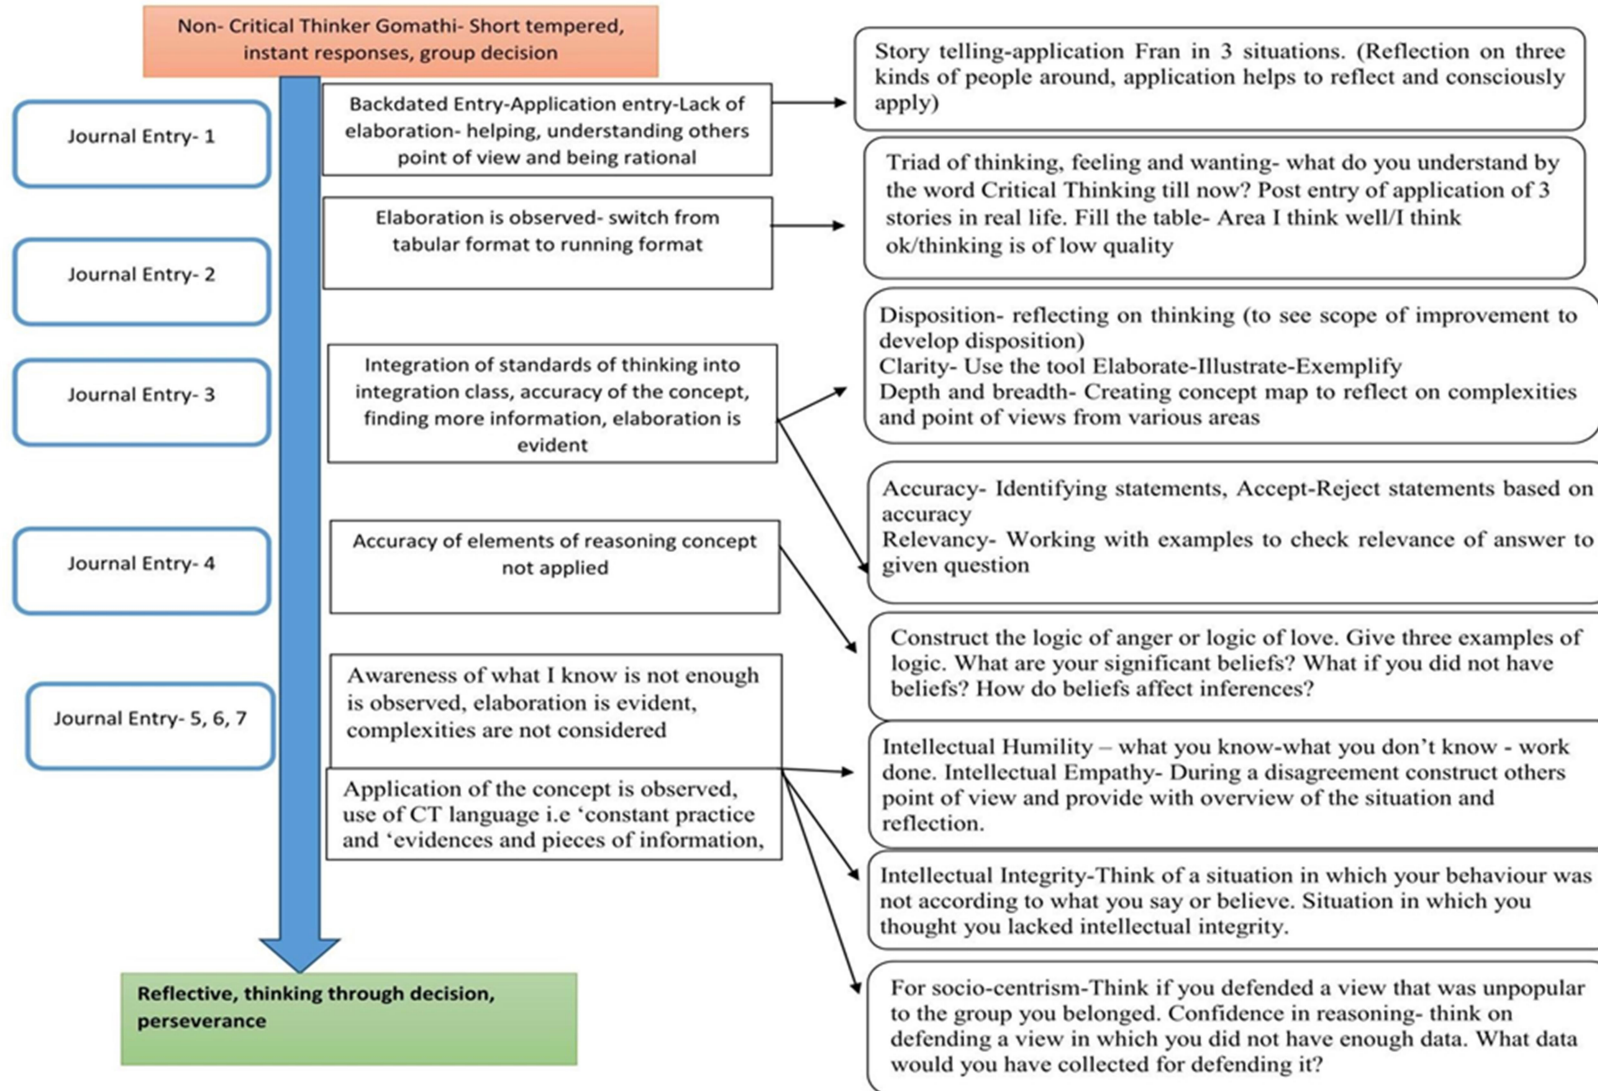 Non- Critical Thinker Gomathi- Short tempered,
instant responses, group decision
Journal Entry- 1
Backdated Entry-Application entry-Lack of
elaboration- helping, understanding others
point of view and being rational
Story telling-application Fran in 3 situations. (Reflection on three
kinds of people around, application helps to reflect and consciously
apply)
Journal Entry- 2
Elaboration is observed- switch from
tabular format to running format
Triad of thinking, feeling and wanting- what do you understand by
the word Critical Thinking till now? Post entry of application of 3
stories in real life. Fill the table- Area I think well/I think
ok/thinking is of low quality
Journal Entry- 3
Integration of standards of thinking into
integration class, accuracy of the concept,
finding more information, elaboration is
evident
Disposition- reflecting on thinking (to see scope of improvement to
develop disposition)
Clarity- Use the tool Elaborate-Illustrate-Exemplify
Depth and breadth- Creating concept map to reflect on complexities
and point of views from various areas
Accuracy- Identifying statements, Accept-Reject statements based on
accuracy
Relevancy- Working with examples to check relevance of answer to
given question
Journal Entry- 4
Accuracy of elements of reasoning concept
not applied
Construct the logic of anger or logic of love. Give three examples of
logic. What are your significant beliefs? What if you did not have
beliefs? How do beliefs affect inferences?
Journal Entry- 5, 6, 7
Awareness of what I know is not enough
is observed, elaboration is evident,
complexities are not considered
Application of the concept is observed,
use of CT language i.e ‘constant practice
and ‘evidences and pieces of information,
Intellectual Humility – what you know-what you don’t know - work
done. Intellectual Empathy- During a disagreement construct others
point of view and provide with overview of the situation and
reflection.
Intellectual Integrity-Think of a situation in which your behaviour was
not according to what you say or believe. Situation in which you
thought you lacked intellectual integrity.
For socio-centrism-Think if you defended a view that was unpopular
to the group you belonged. Confidence in reasoning- think on
defending a view in which you did not have enough data. What data
would you have collected for defending it?
Reflective, thinking through decision,
perseverance